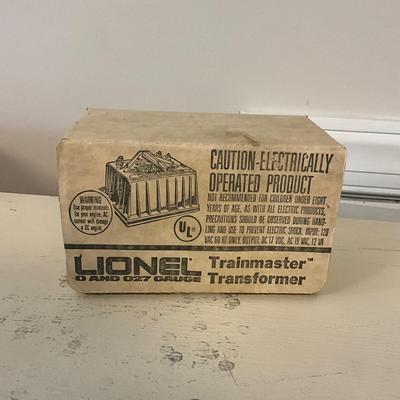 CAUTION-ELECTRICALLY
OPERATED PRODUCT
NOT RECOMMENDED FOR CHILDREN UNDER EIGHT
YEARS OF AGE. AS WITH ALL ELECTRIC PRODUCTS,
PRECAUTIONS SHOULD BE OBSERVED DURING HAND-
LING AND USE TO PREVENT ELECTRIC SHOCK. INPUT: 120
VAC 60 HZ ONLY. OUTPUT: DC 17 VDC, AC 18 VAC, 12 VA
WARNING
Use proper terminals
for your engine. AC
current will damage
a DC engine.
UL
LIONEL
O AND O27 GAUGE
Trainmaster™
Transformer